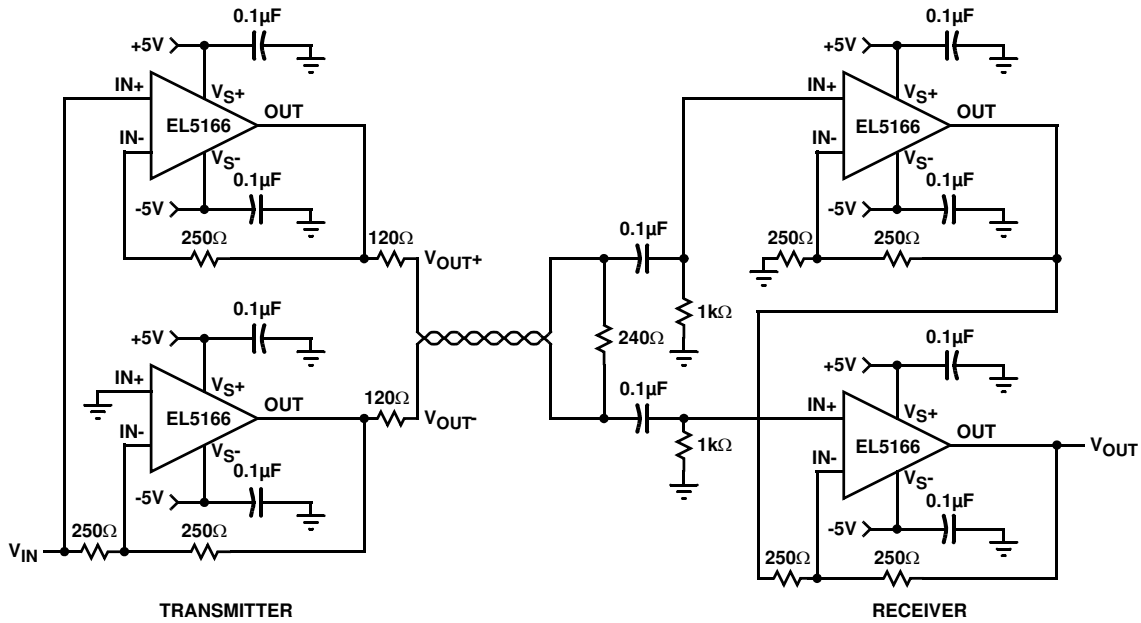 0.1µF
+5V
IN+
VS+
OUT
EL5166
IN-
VS-
0.1µF
-5V
250Ω
120Ω
VOUT+
0.1µF
+5V
IN+
VS+
OUT
120Ω
EL5166
VOUT-
IN-
VS-
0.1µF
-5V
250Ω
250Ω
VIN
TRANSMITTER
0.1µF
1kΩ
240Ω
0.1µF
1kΩ
0.1µF
+5V
IN+
VS+
OUT
EL5166
IN-
VS-
0.1µF
-5V
250Ω
250Ω
0.1µF
+5V
IN+
VS+
OUT
EL5166
VOUT
IN-
VS-
0.1µF
-5V
250Ω
250Ω
RECEIVER